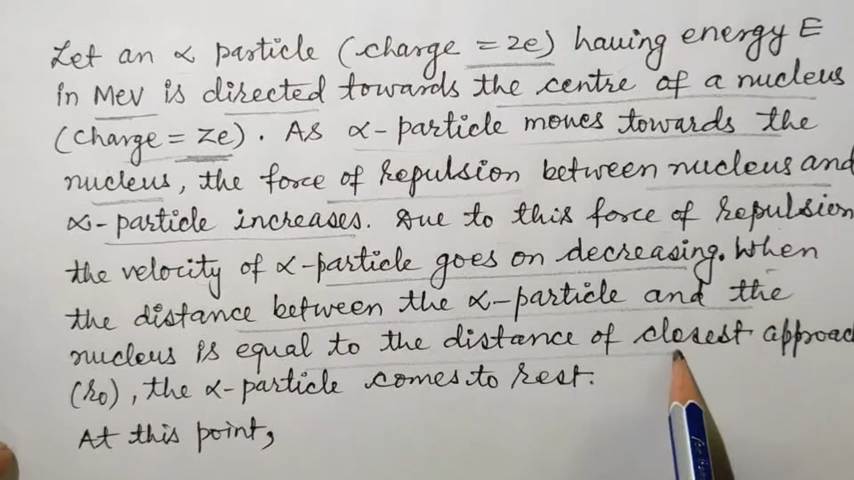 Let an α particle (charge = 2e) having energy E
in MeV is directed towards the centre of a nucleus
(charge = Ze). As α-particle moves towards the
nucleus, the force of repulsion between nucleus and
α-particle increases. Due to this force of repulsion
the velocity of α-particle goes on decreasing. When
the distance between the α-particle and the
nucleus is equal to the distance of closest approac
(r₀), the α-particle comes to rest.
At this point,